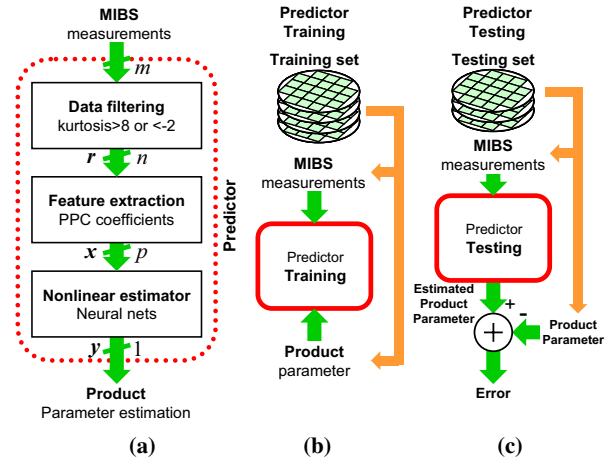 MIBS
measurements
m
Data filtering
kurtosis>8 or <-2
r n
Feature extraction
PPC coefficients
x p
Nonlinear estimator
Neural nets
y 1
Predictor
Product
Parameter estimation
(a)
Predictor
Training
Training set
MIBS
measurements
Predictor
Training
Product
parameter
(b)
Predictor
Testing
Testing set
MIBS
measurements
Predictor
Testing
Estimated
Product
Parameter
+
-
+
Product
Parameter
Error
(c)